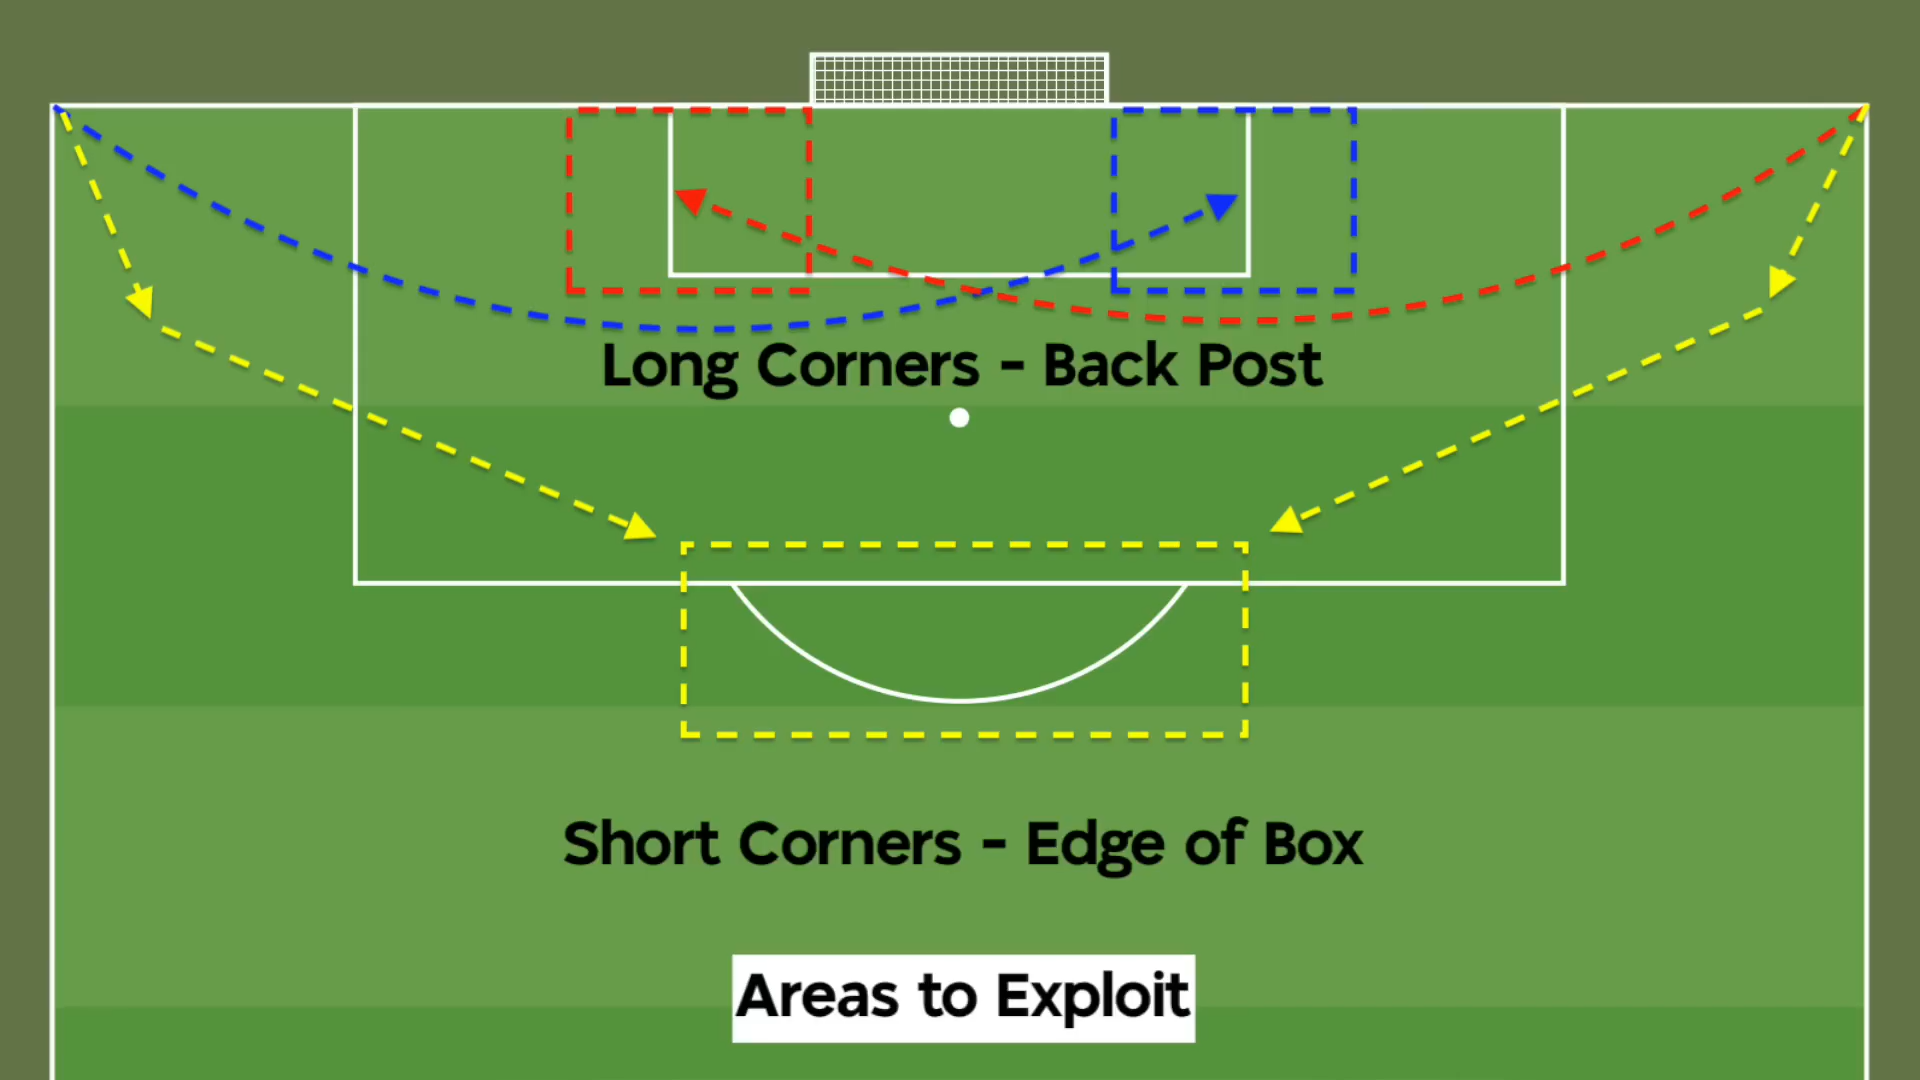 Long Corners - Back Post
Short Corners - Edge of Box
Areas to Exploit